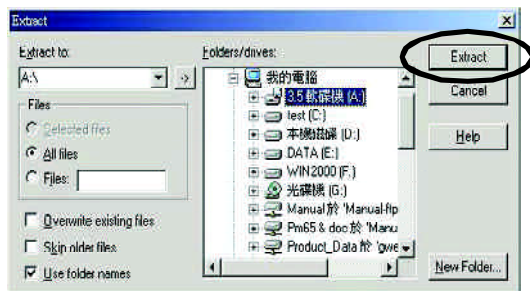 Extract
Extract to:
A:\
Files
Selected files
All files
Files:
Overwrite existing files
Skip older files
Use folder names
Folders/drives:
我的電腦
3.5 軟碟機 (A:)
test (C:)
本機磁碟 (D:)
DATA (E:)
WIN2000 (F:)
光碟機 (G:)
Manual 於 'Manual-ftp
Pm65 & doc 於 'Manu
Product_Data 於 'gwe
Extract
Cancel
Help
New Folder...